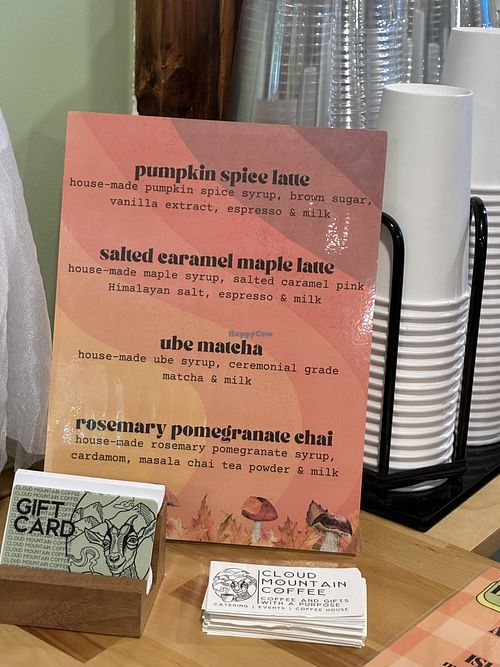 pumpkin spice latte
house-made pumpkin spice syrup, brown sugar,
vanilla extract, espresso & milk
salted caramel maple latte
house-made maple syrup, salted caramel pink
Himalayan salt, espresso & milk
HappyCow
ube matcha
house-made ube syrup, ceremonial grade
matcha & milk
rosemary pomegranate chai
house-made rosemary pomegranate syrup,
cardamom, masala chai tea powder & milk
CLOUD MOUNTAIN COFFEE
CLOUD MOUNTAIN COFFEE
GIFT
CARD
CLOUD
MOUNTAIN
COFFEE
COFFEE AND GIFTS
WITH A PURPOSE
CATERING | EVENTS | COFFEE HOUSE